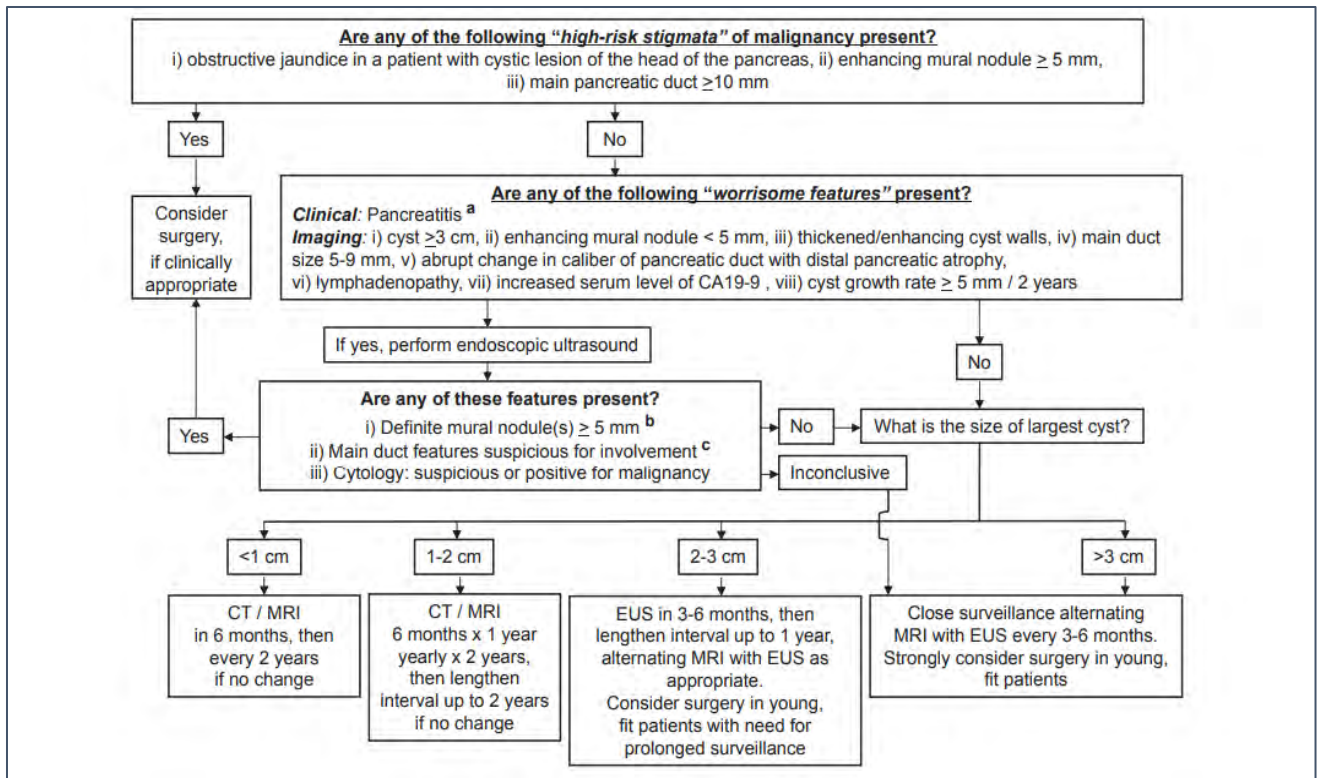 Are any of the following “high-risk stigmata” of malignancy present?
i) obstructive jaundice in a patient with cystic lesion of the head of the pancreas, ii) enhancing mural nodule ≥ 5 mm,
iii) main pancreatic duct ≥10 mm
Yes
No
Consider
surgery,
if clinically
appropriate
Are any of the following “worrisome features” present?
Clinical: Pancreatitis a
Imaging: i) cyst ≥3 cm, ii) enhancing mural nodule < 5 mm, iii) thickened/enhancing cyst walls, iv) main duct
size 5-9 mm, v) abrupt change in caliber of pancreatic duct with distal pancreatic atrophy,
vi) lymphadenopathy, vii) increased serum level of CA19-9 , viii) cyst growth rate ≥ 5 mm / 2 years
If yes, perform endoscopic ultrasound
No
Yes
Are any of these features present?
i) Definite mural nodule(s) ≥ 5 mm b
ii) Main duct features suspicious for involvement c
iii) Cytology: suspicious or positive for malignancy
No
What is the size of largest cyst?
Inconclusive
<1 cm
1-2 cm
2-3 cm
>3 cm
CT / MRI
in 6 months, then
every 2 years
if no change
CT / MRI
6 months x 1 year
yearly x 2 years,
then lengthen
interval up to 2 years
if no change
EUS in 3-6 months, then
lengthen interval up to 1 year,
alternating MRI with EUS as
appropriate.
Consider surgery in young,
fit patients with need for
prolonged surveillance
Close surveillance alternating
MRI with EUS every 3-6 months.
Strongly consider surgery in young,
fit patients